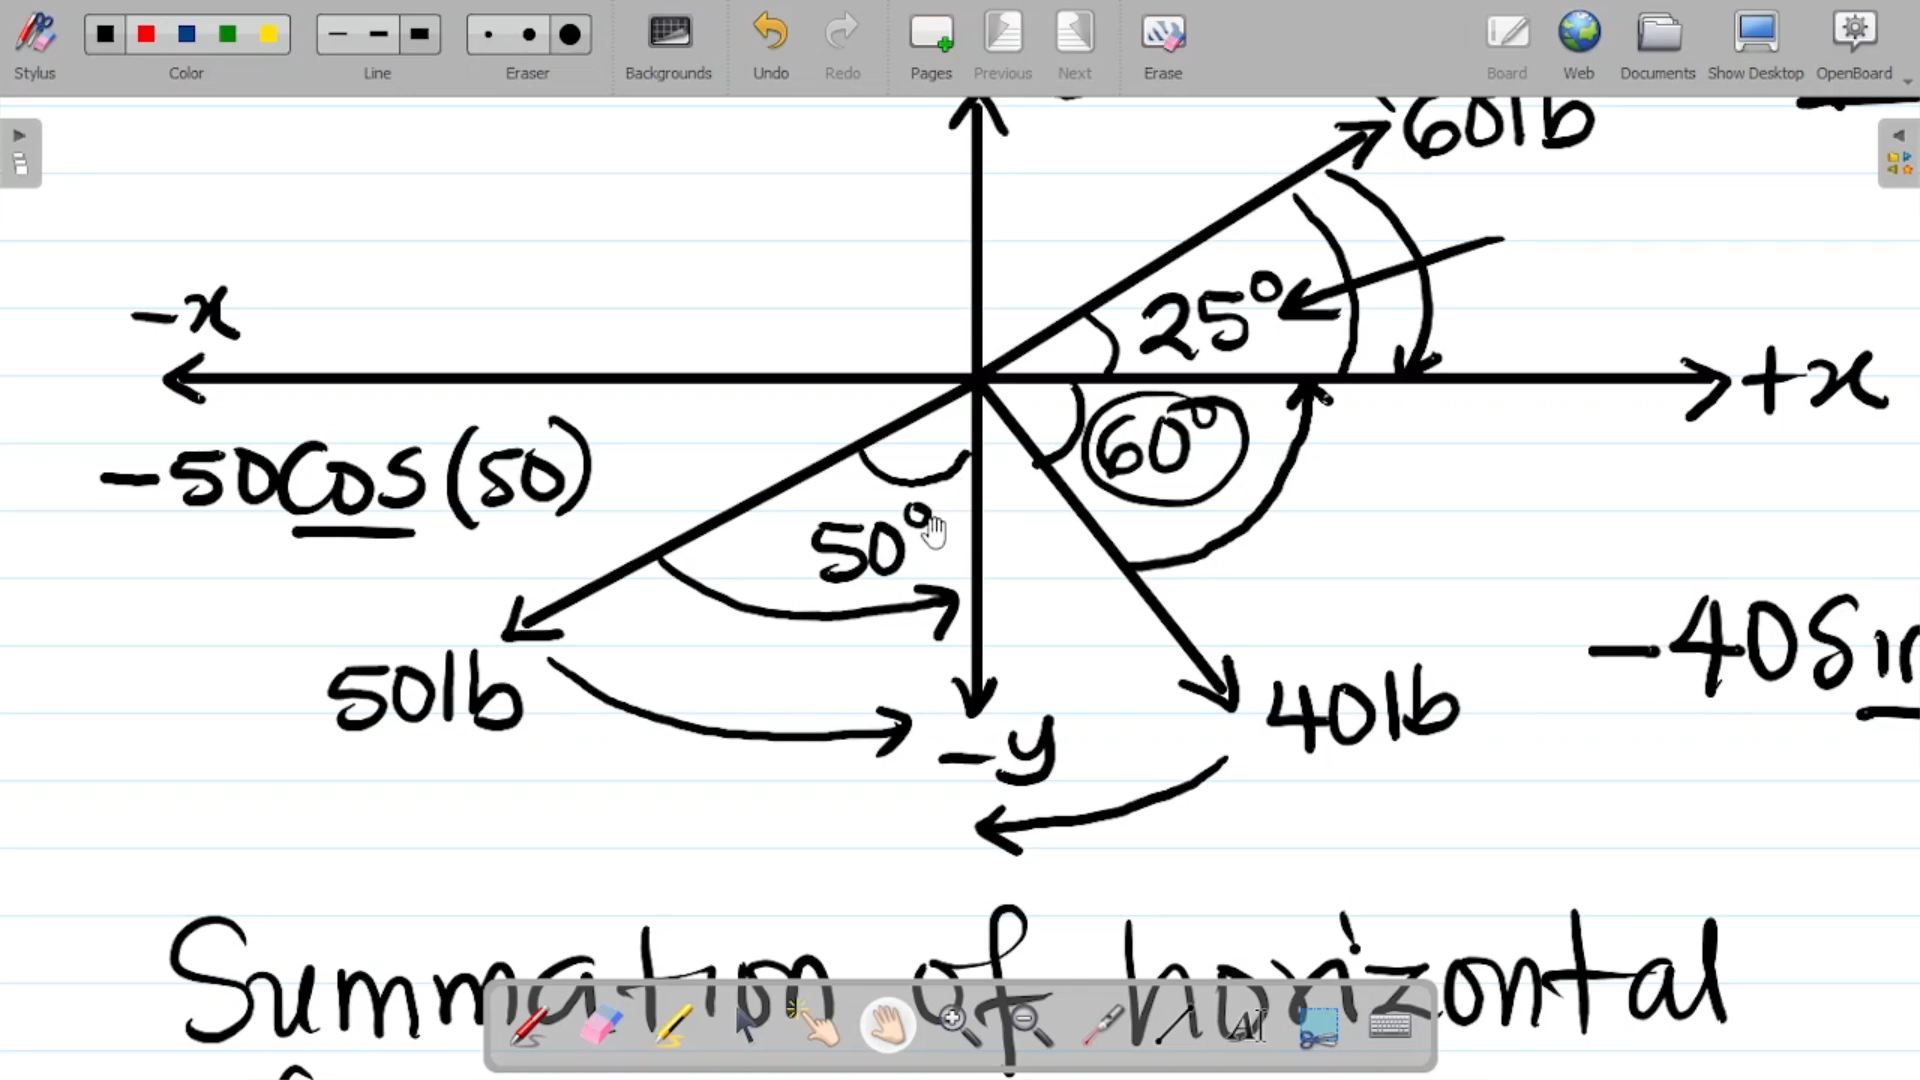 Stylus Color Line Eraser Backgrounds Undo Redo Pages Previous Next Erase Board Web Documents Show Desktop OpenBoard
60lb
25°
-x
+x
60°
-50cos(50)
50°
-40Sin
50lb
40lb
-y
Summation of horizontal